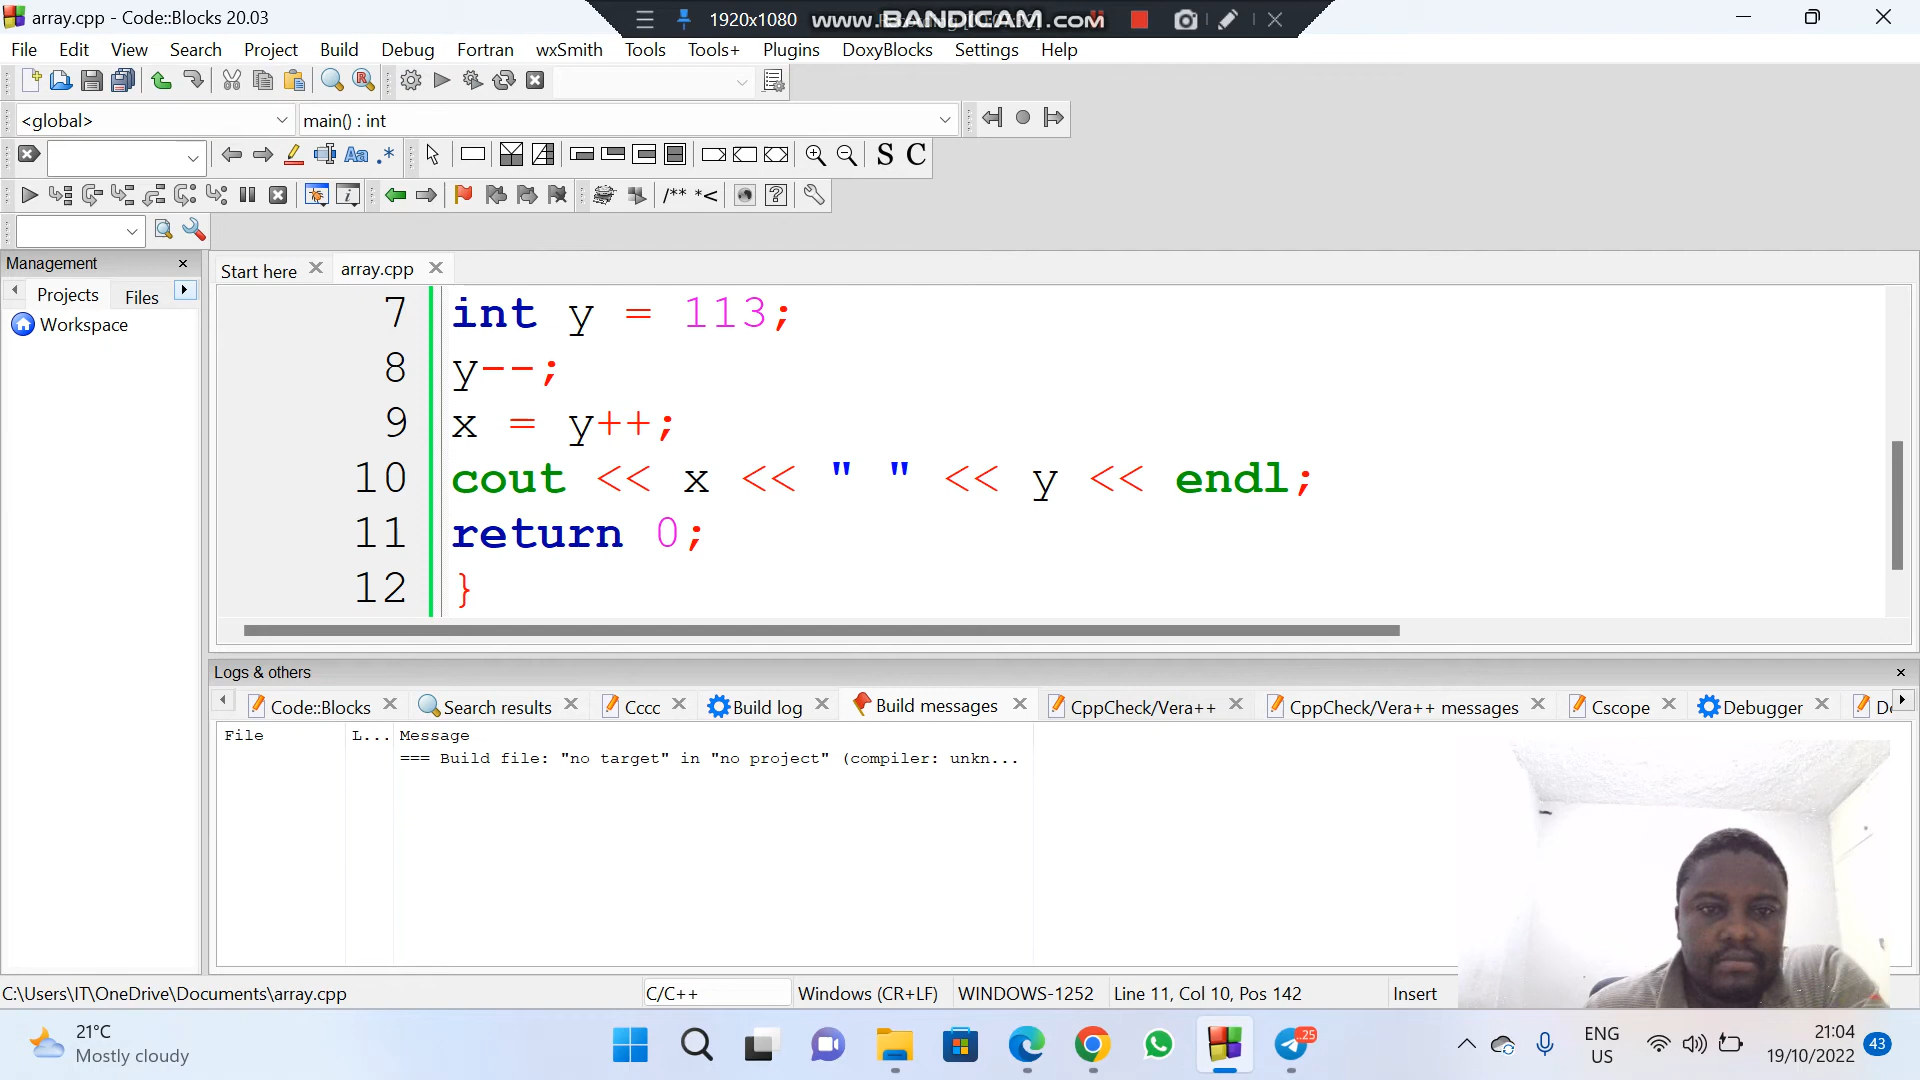 array.cpp - Code::Blocks 20.03
1920x1080
www.BANDICAM.com
File Edit View Search Project Build Debug Fortran wxSmith Tools Tools+ Plugins DoxyBlocks Settings Help
<global>
main() : int
Aa .*
S C
/** *<
Management
Start here
array.cpp
Projects
Files
Workspace
7 int y = 113;
8 y--;
9 x = y++;
10 cout << x << " " << y << endl;
11 return 0;
12 }
Logs & others
Code::Blocks
Search results
Cccc
Build log
Build messages
CppCheck/Vera++
CppCheck/Vera++ messages
Cscope
Debugger
File L... Message
=== Build file: "no target" in "no project" (compiler: unkn...
C:\Users\IT\OneDrive\Documents\array.cpp
C/C++
Windows (CR+LF)
WINDOWS-1252
Line 11, Col 10, Pos 142
Insert
21°C
Mostly cloudy
25
ENG
US
21:04
19/10/2022
43